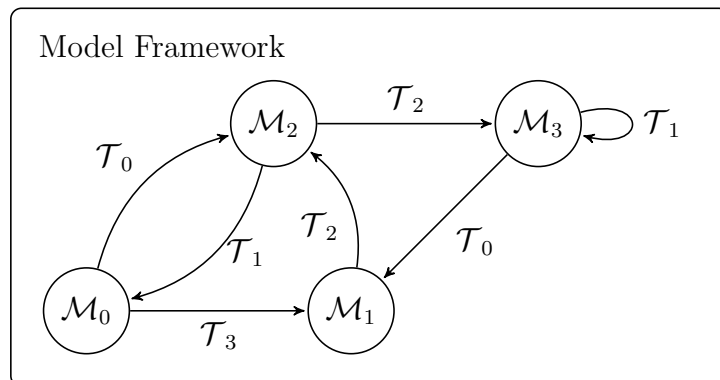 Model Framework
𝓜₂
𝓣₂
𝓜₃
𝓣₁
𝓣₀
𝓣₁
𝓣₂
𝓣₀
𝓜₀
𝓣₃
𝓜₁